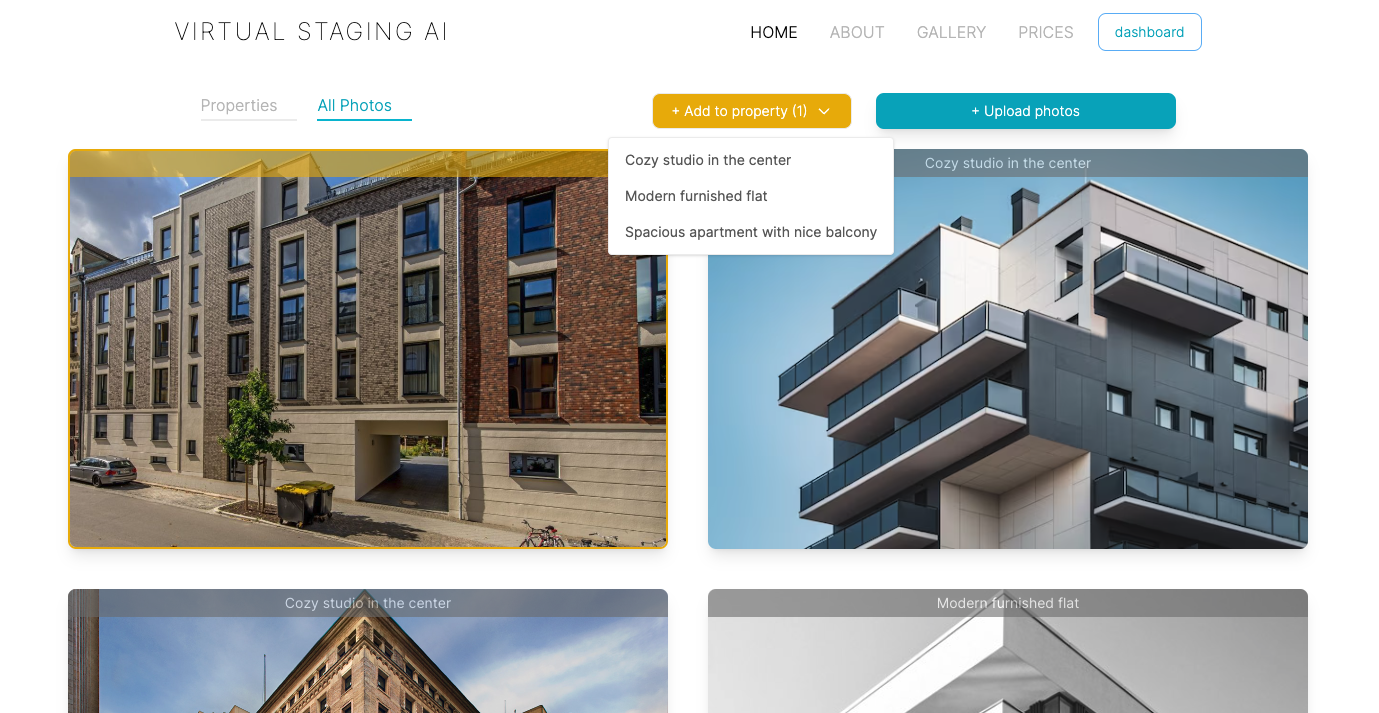 VIRTUAL STAGING AI
HOME
ABOUT
GALLERY
PRICES
dashboard
Properties
All Photos
+ Add to property (1)
+ Upload photos
Cozy studio in the center
Modern furnished flat
Spacious apartment with nice balcony
Cozy studio in the center
Cozy studio in the center
Modern furnished flat